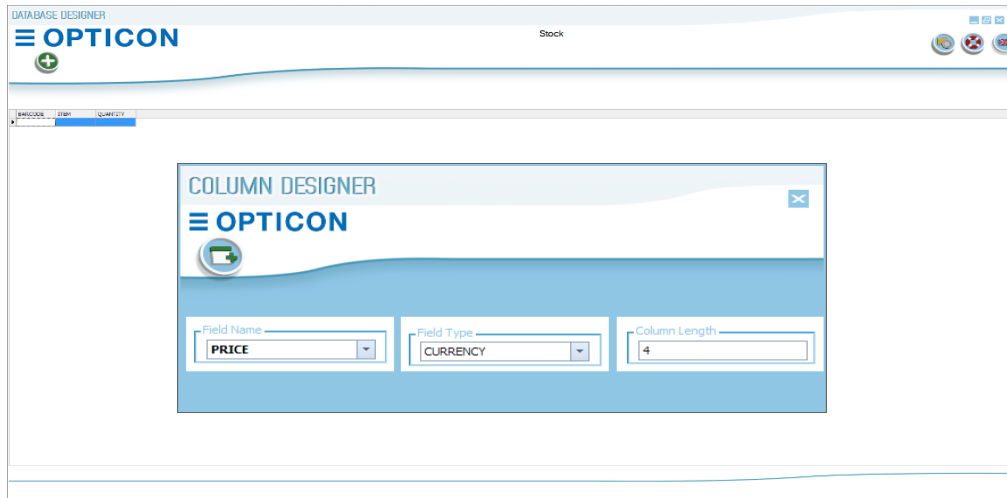 DATABASE DESIGNER
OPTICON
Stock
BARCODE ITEM QUANTITY
COLUMN DESIGNER
OPTICON
Field Name
PRICE
Field Type
CURRENCY
Column Length
4